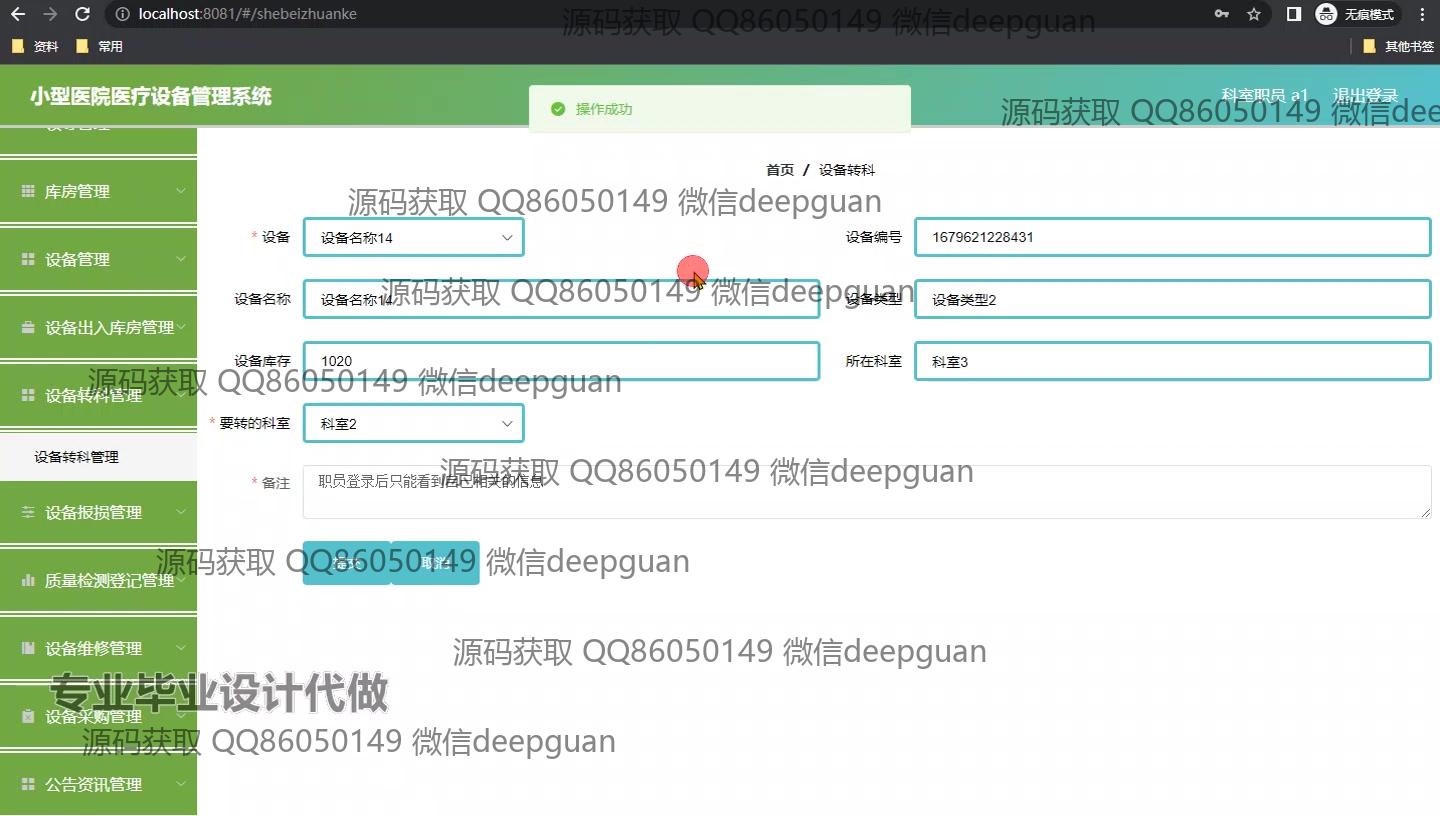 localhost:8081/#/shebeizhuanke
无痕模式
资料
常用
其他书签
源码获取 QQ86050149 微信deepguan
小型医院医疗设备管理系统
操作成功
科室职员 a1
退出登录
源码获取 QQ86050149 微信dee
首页 / 设备转科
库房管理
源码获取 QQ86050149 微信deepguan
* 设备
设备名称14
设备编号
1679621228431
设备管理
设备名称
设备名称14
源码获取 QQ86050149 微信deepguan
设备类型
设备类型2
设备出入库房管理
设备库存
1020
所在科室
科室3
源码获取 QQ86050149 微信deepguan
设备转科管理
* 要转的科室
科室2
设备转科管理
* 备注
职员登录后只能看到自己相关的信息
源码获取 QQ86050149 微信deepguan
设备报损管理
提交
取消
源码获取 QQ86050149 微信deepguan
质量检测登记管理
设备维修管理
源码获取 QQ86050149 微信deepguan
专业毕业设计代做
设备采购管理
源码获取 QQ86050149 微信deepguan
公告资讯管理